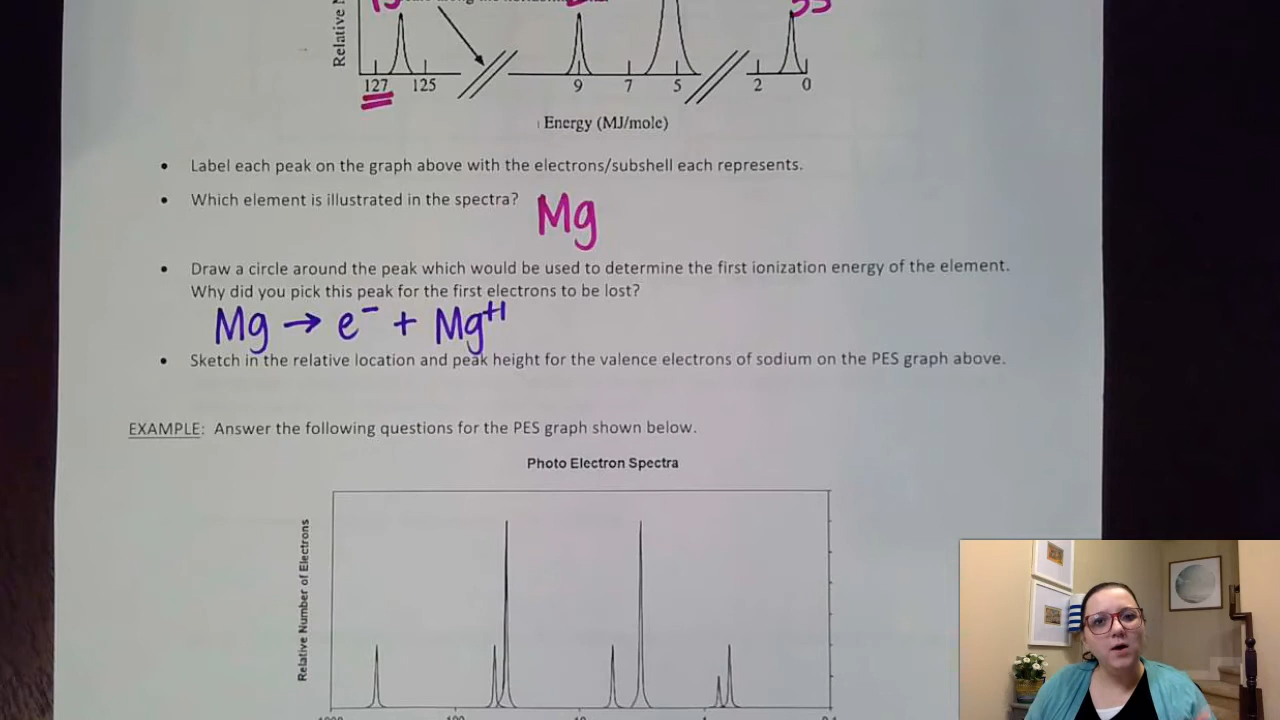 Relative
127 125 9 7 5 2 0
Energy (MJ/mole)
• Label each peak on the graph above with the electrons/subshell each represents.
• Which element is illustrated in the spectra? Mg
• Draw a circle around the peak which would be used to determine the first ionization energy of the element.
Why did you pick this peak for the first electrons to be lost?
Mg → e⁻ + Mg⁺¹
• Sketch in the relative location and peak height for the valence electrons of sodium on the PES graph above.
EXAMPLE: Answer the following questions for the PES graph shown below.
Photo Electron Spectra
Relative Number of Electrons